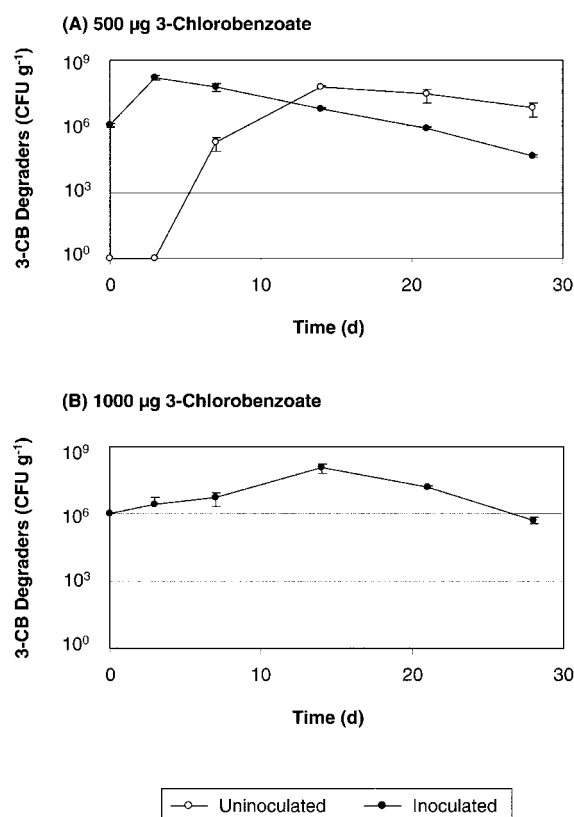 (A) 500 µg 3-Chlorobenzoate
3-CB Degraders (CFU g⁻¹)
10⁹
10⁶
10³
10⁰
0 10 20 30
Time (d)
(B) 1000 µg 3-Chlorobenzoate
3-CB Degraders (CFU g⁻¹)
10⁹
10⁶
10³
10⁰
0 10 20 30
Time (d)
Uninoculated Inoculated